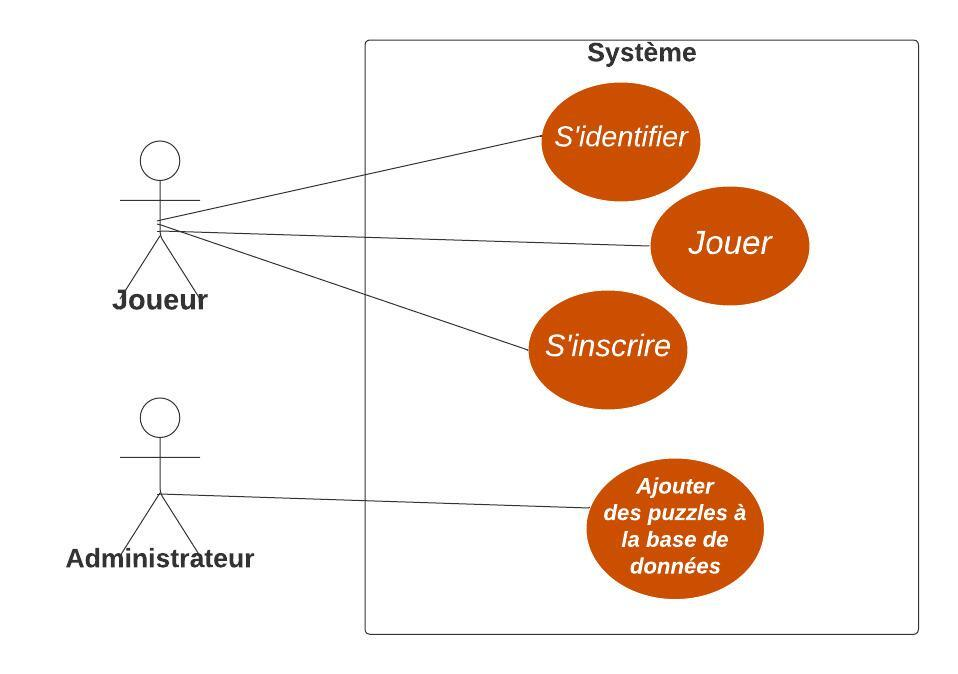 Système
S'identifier
Jouer
Joueur
S'inscrire
Administrateur
Ajouter
des puzzles à
la base de
données